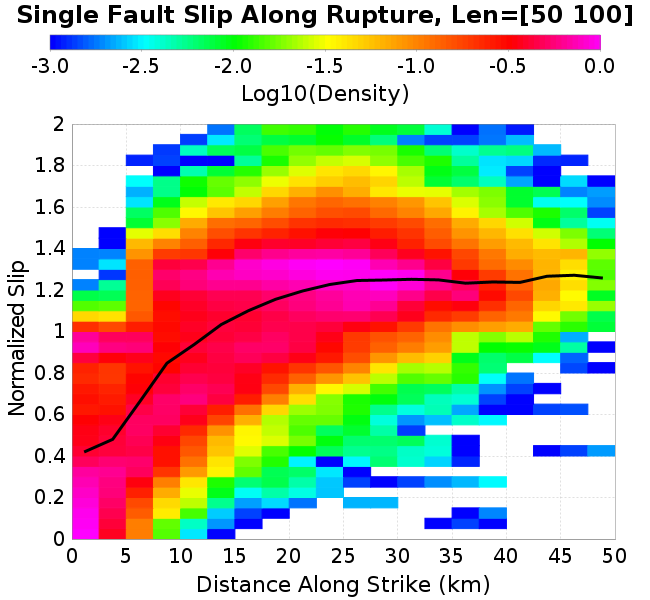 Single Fault Slip Along Rupture, Len=[50 100]
-3.0 -2.5 -2.0 -1.5 -1.0 -0.5 0.0
Log10(Density)
2
1.8
1.6
1.4
1.2
1
0.8
0.6
0.4
0.2
0
Normalized Slip
0 5 10 15 20 25 30 35 40 45 50
Distance Along Strike (km)